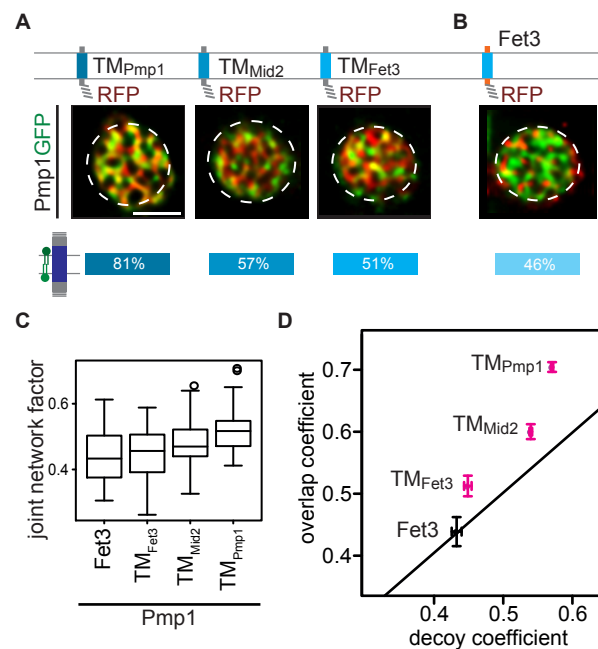 A
B
Fet3
TMPmp1
TMMid2
TMFet3
RFP
RFP
RFP
RFP
Pmp1GFP
81%
57%
51%
46%
C
joint network factor
0.6
0.4
Fet3
TMFet3
TMMid2
TMPmp1
Pmp1
D
overlap coefficient
0.7
0.6
0.5
0.4
TMPmp1
TMMid2
TMFet3
Fet3
0.4 0.5 0.6
decoy coefficient